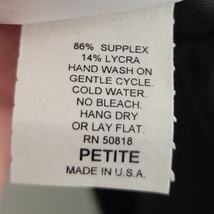 86% SUPPLEX
14% LYCRA
HAND WASH ON
GENTLE CYCLE.
COLD WATER.
NO BLEACH.
HANG DRY
OR LAY FLAT.
RN 50818
PETITE
MADE IN U.S.A.